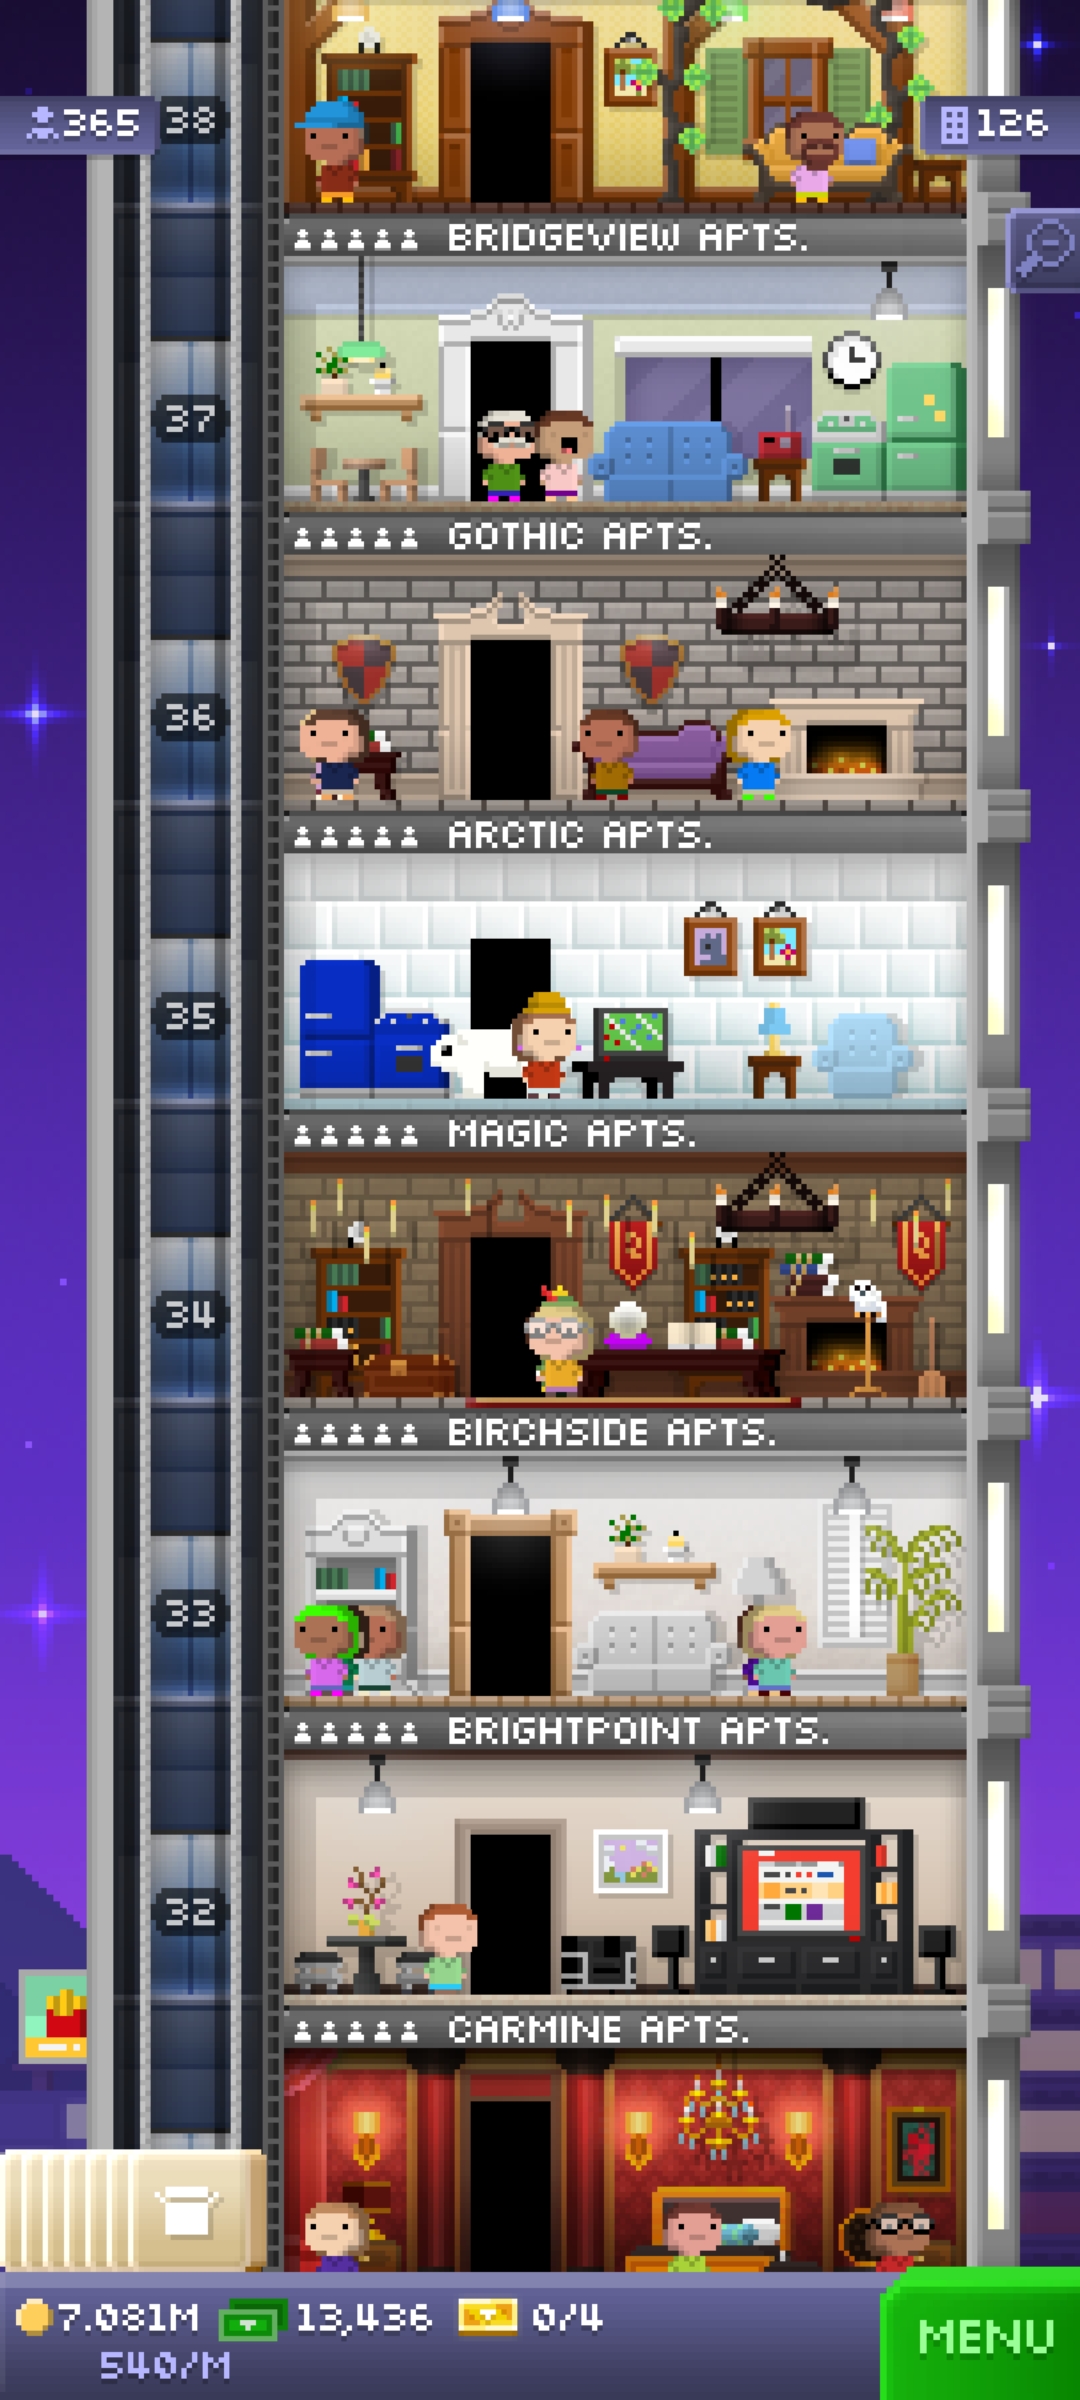 365
38
126
BRIDGEVIEW APTS.
37
GOTHIC APTS.
36
ARCTIC APTS.
35
MAGIC APTS.
34
BIRCHSIDE APTS.
33
BRIGHTPOINT APTS.
32
CARMINE APTS.
7.081M 13,436 0/4
540/M
MENU